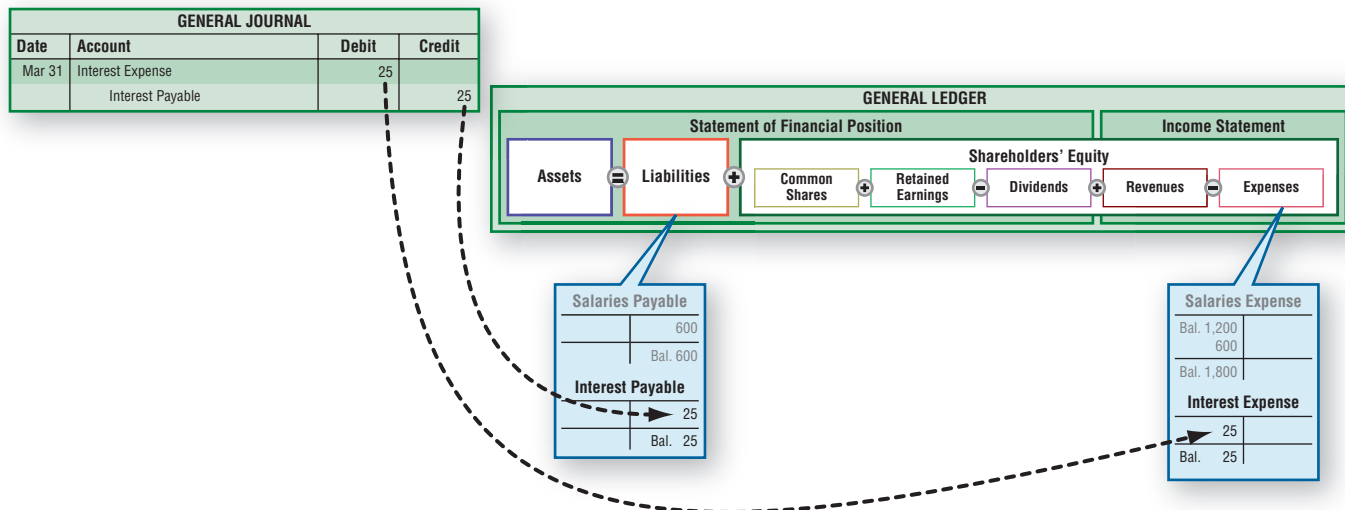 GENERAL JOURNAL
Date Account Debit Credit
Mar 31 Interest Expense 25
Interest Payable 25
GENERAL LEDGER
Statement of Financial Position Income Statement
Shareholders' Equity
Assets = Liabilities + Common Shares + Retained Earnings − Dividends + Revenues − Expenses
Salaries Payable
600
Bal. 600
Interest Payable
25
Bal. 25
Salaries Expense
Bal. 1,200
600
Bal. 1,800
Interest Expense
25
Bal. 25